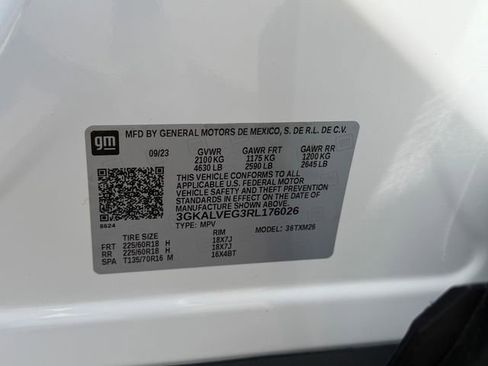 gm
MFD BY GENERAL MOTORS DE MEXICO, S. DE R.L. DE C.V.
09/23 GVWR GAWR FRT GAWR RR
2100 KG 1175 KG 1200 KG
4630 LB 2590 LB 2645 LB
THIS VEHICLE CONFORMS TO ALL
APPLICABLE U.S. FEDERAL MOTOR
VEHICLE SAFETY AND THEFT PREVENTION
STANDARDS IN EFFECT ON THE DATE
OF MANUFACTURE SHOWN ABOVE.
3GKALVEG3RL176026
TYPE: MPV MODEL: 36TXM26
8624
TIRE SIZE RIM
FRT 225/60R18 H 18X7J
RR 225/60R18 H 18X7J
SPA T135/70R16 M 16X4BT